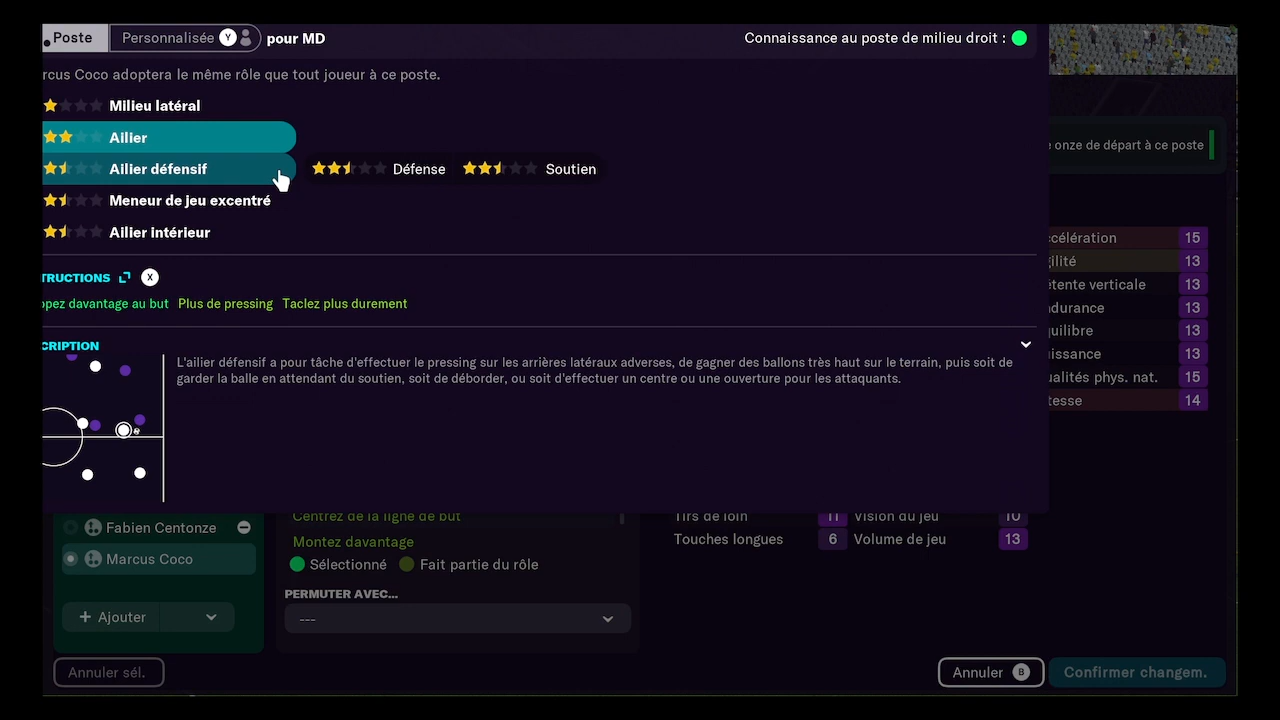 Poste Personnalisée Y pour MD Connaissance au poste de milieu droit :
rcus Coco adoptera le même rôle que tout joueur à ce poste.
Milieu latéral
Ailier
e onze de départ à ce poste
Ailier défensif Défense Soutien
Meneur de jeu excentré
Ailier intérieur
ccélération 15
gilité 13
étente verticale 13
ndurance 13
quilibre 13
uissance 13
ualités phys. nat. 15
tesse 14
TRUCTIONS X
ppez davantage au but Plus de pressing Taclez plus durement
CRIPTION
L'ailier défensif a pour tâche d'effectuer le pressing sur les arrières latéraux adverses, de gagner des ballons très haut sur le terrain, puis soit de
garder la balle en attendant du soutien, soit de déborder, ou soit d'effectuer un centre ou une ouverture pour les attaquants.
Fabien Centonze
Marcus Coco
+ Ajouter
Centrez de la ligne de but
Montez davantage
Sélectionné Fait partie du rôle
PERMUTER AVEC...
---
Tirs de loin 11 Vision du jeu 10
Touches longues 6 Volume de jeu 13
Annuler sél. Annuler B Confirmer changem.